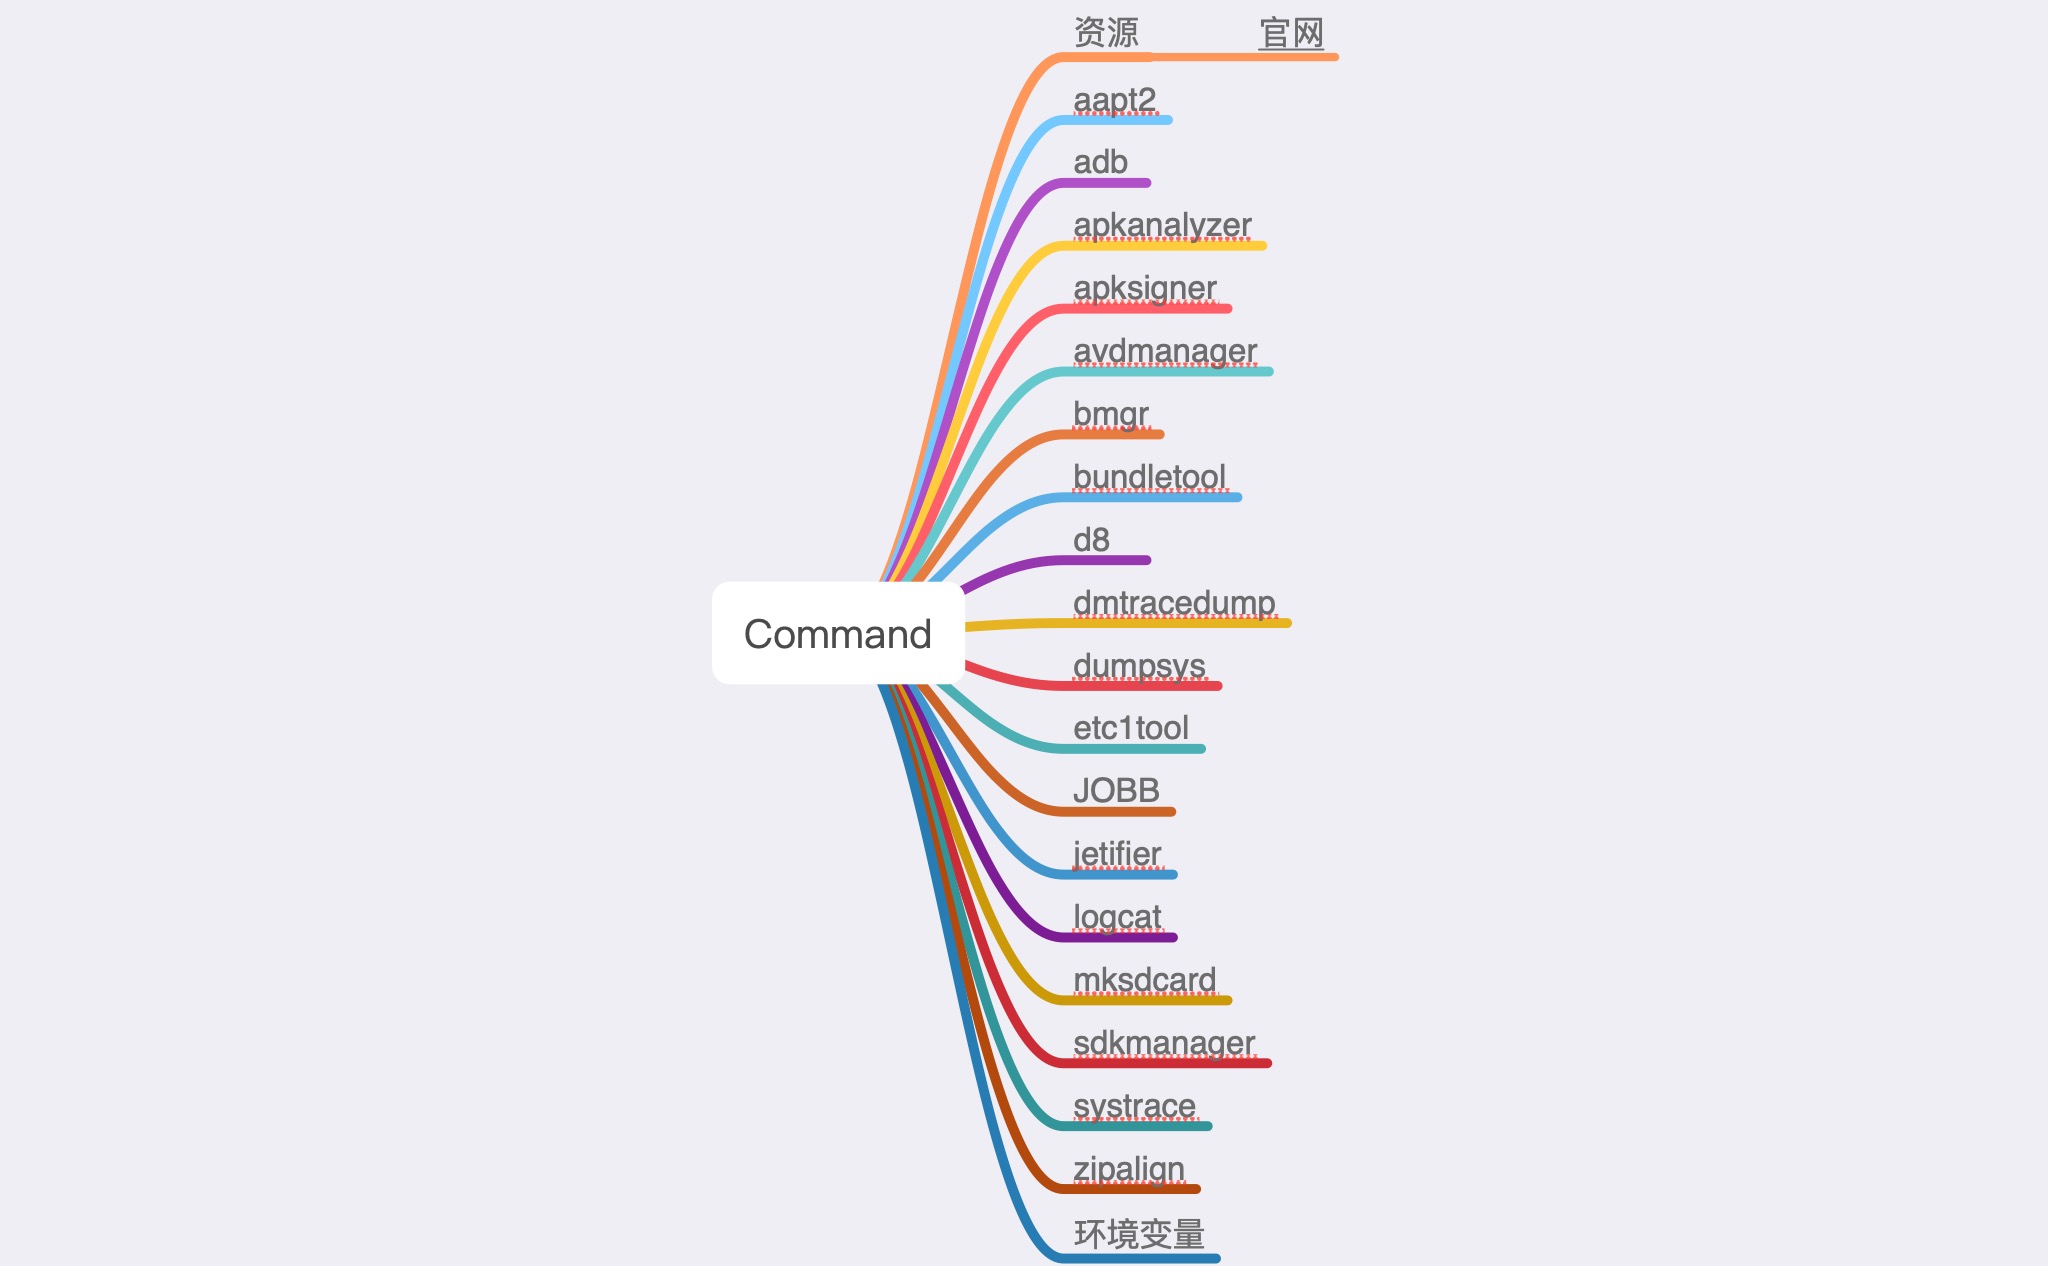 资源 官网
aapt2
adb
apkanalyzer
apksigner
avdmanager
bmgr
bundletool
d8
dmtracedump
Command
dumpsys
etc1tool
JOBB
jetifier
logcat
mksdcard
sdkmanager
systrace
zipalign
环境变量